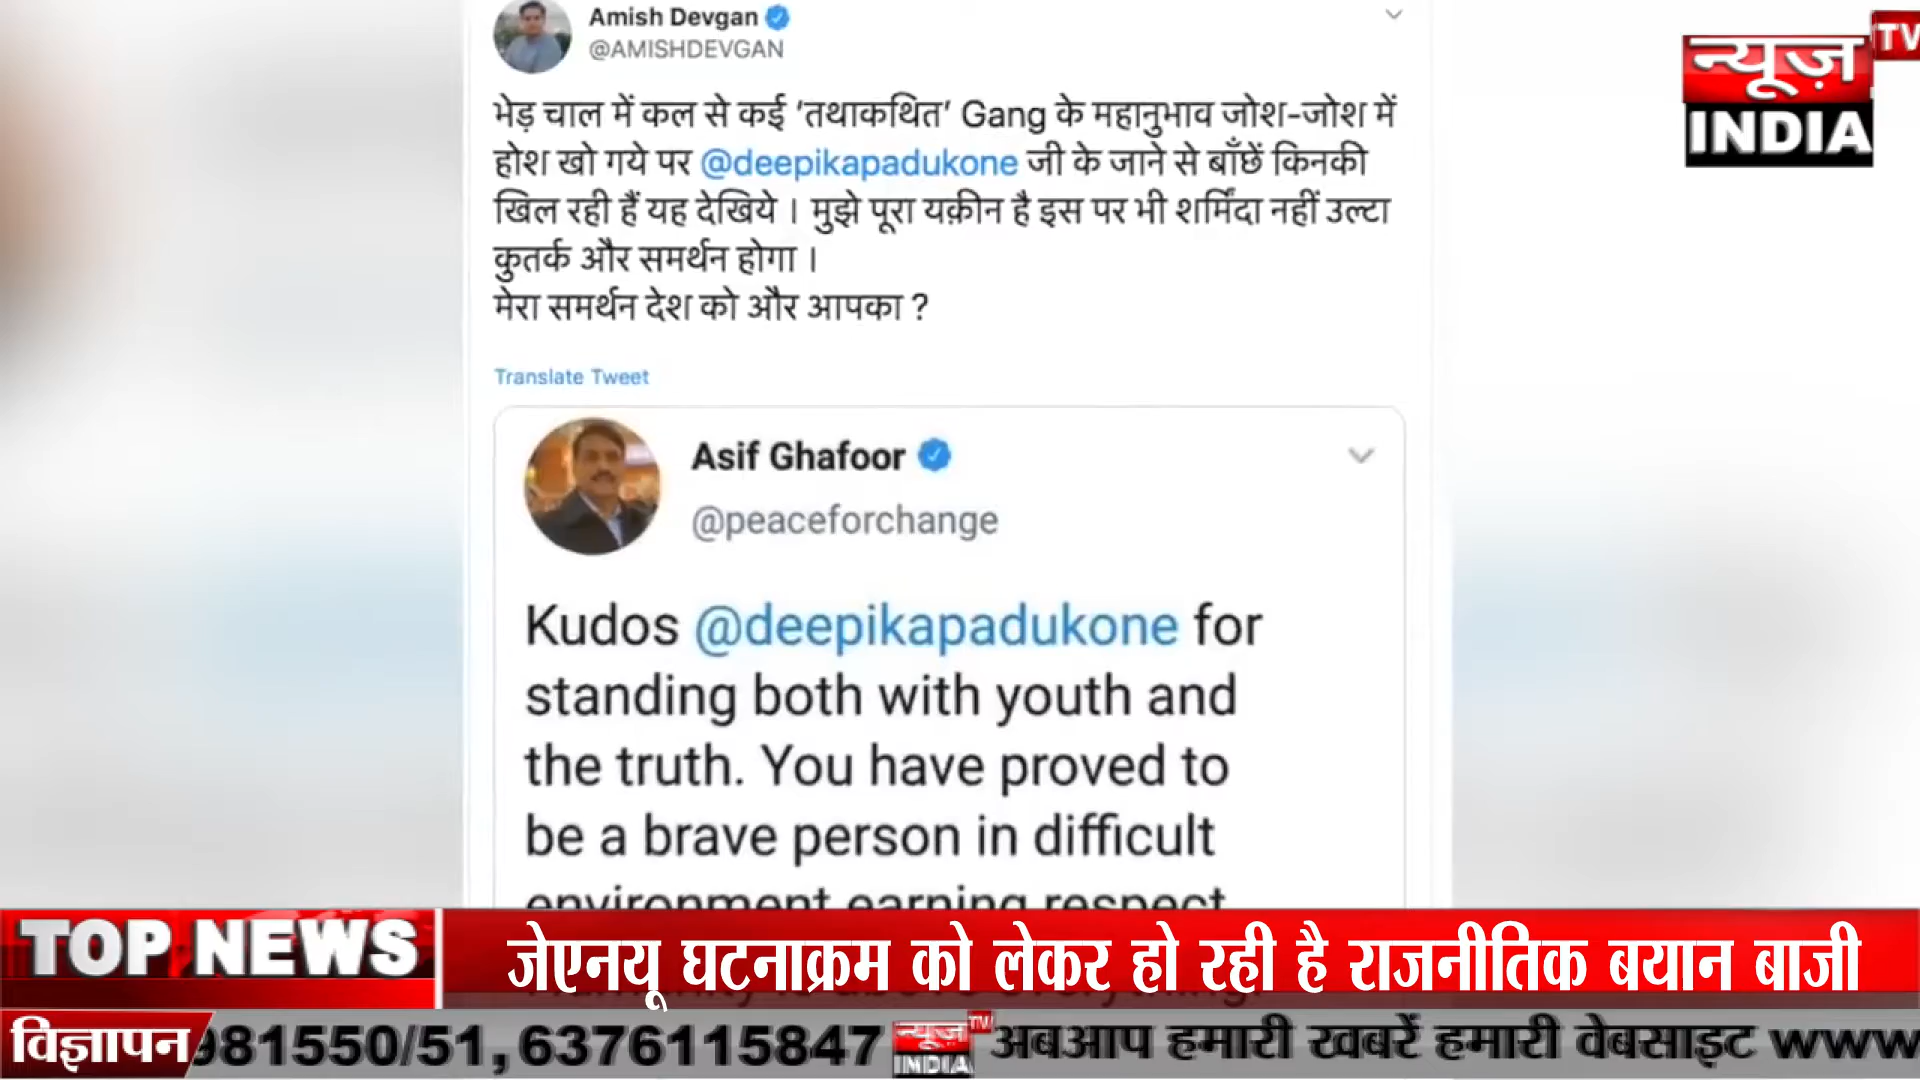 Amish Devgan
@AMISHDEVGAN
भेड़ चाल में कल से कई ‘तथाकथित’ Gang के महानुभाव जोश-जोश में
होश खो गये पर @deepikapadukone जी के जाने से बाँछें किनकी
खिल रही हैं यह देखिये । मुझे पूरा यक़ीन है इस पर भी शर्मिंदा नहीं उल्टा
कुतर्क और समर्थन होगा ।
मेरा समर्थन देश को और आपका ?
Translate Tweet
Asif Ghafoor
@peaceforchange
Kudos @deepikapadukone for
standing both with youth and
the truth. You have proved to
be a brave person in difficult
environment earning respect
न्यूज़ TV
INDIA
TOP NEWS
जेएनयू घटनाक्रम को लेकर हो रही है राजनीतिक बयान बाजी
विज्ञापन 981550/51, 6376115847 न्यूज़ TV INDIA अबआप हमारी खबरें हमारी वेबसाइट www